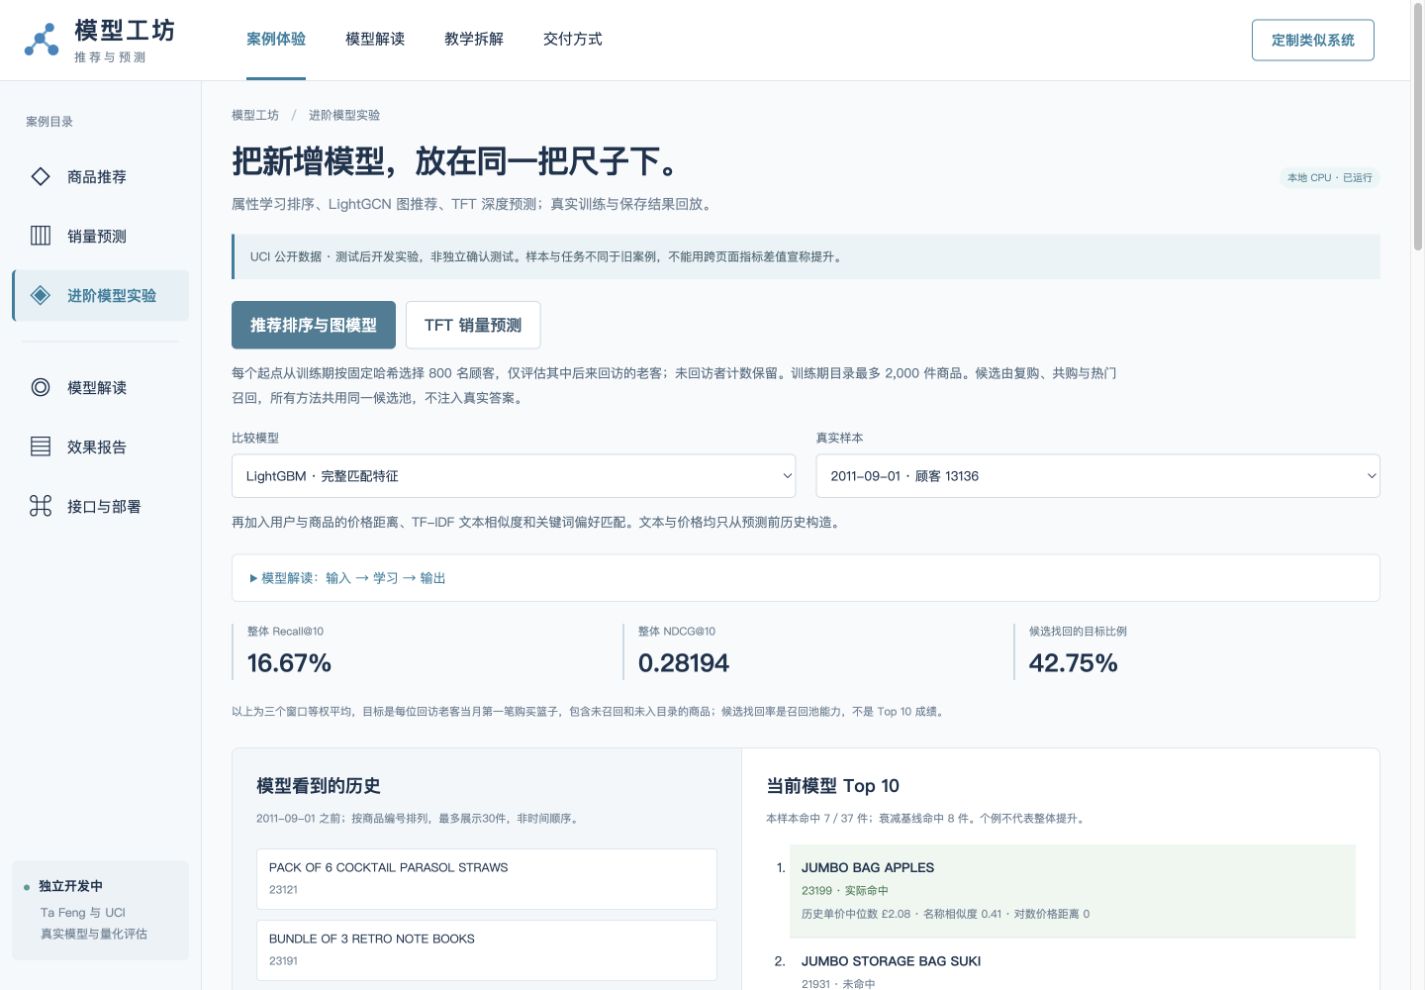 模型工坊
推荐与预测
案例体验
模型解读
教学拆解
交付方式
定制类似系统
案例目录
商品推荐
销量预测
进阶模型实验
模型解读
效果报告
接口与部署
独立开发中
Ta Feng 与 UCI
真实模型与量化评估
模型工坊 / 进阶模型实验
把新增模型，放在同一把尺子下。
本地 CPU · 已运行
属性学习排序、LightGCN 图推荐、TFT 深度预测；真实训练与保存结果回放。
UCI 公开数据 · 测试后开发实验，非独立确认测试。样本与任务不同于旧案例，不能用跨页面指标差值宣称提升。
推荐排序与图模型
TFT 销量预测
每个起点从训练期按固定哈希选择 800 名顾客，仅评估其中后来回访的老客；未回访者计数保留。训练期目录最多 2,000 件商品。候选由复购、共购与热门
召回，所有方法共用同一候选池，不注入真实答案。
比较模型
LightGBM · 完整匹配特征
真实样本
2011-09-01 · 顾客 13136
再加入用户与商品的价格距离、TF-IDF 文本相似度和关键词偏好匹配。文本与价格均只从预测前历史构造。
▶ 模型解读：输入 → 学习 → 输出
整体 Recall@10
16.67%
整体 NDCG@10
0.28194
候选找回的目标比例
42.75%
以上为三个窗口等权平均，目标是每位回访老客当月第一笔购买篮子，包含未召回和未入目录的商品；候选找回率是召回池能力，不是 Top 10 成绩。
模型看到的历史
2011-09-01 之前；按商品编号排列，最多展示30件，非时间顺序。
PACK OF 6 COCKTAIL PARASOL STRAWS
23121
BUNDLE OF 3 RETRO NOTE BOOKS
23191
当前模型 Top 10
本样本命中 7 / 37 件；衰减基线命中 8 件。个例不代表整体提升。
1. JUMBO BAG APPLES
23199 · 实际命中
历史单价中位数 £2.08 · 名称相似度 0.41 · 对数价格距离 0
2. JUMBO STORAGE BAG SUKI
21931 · 未命中